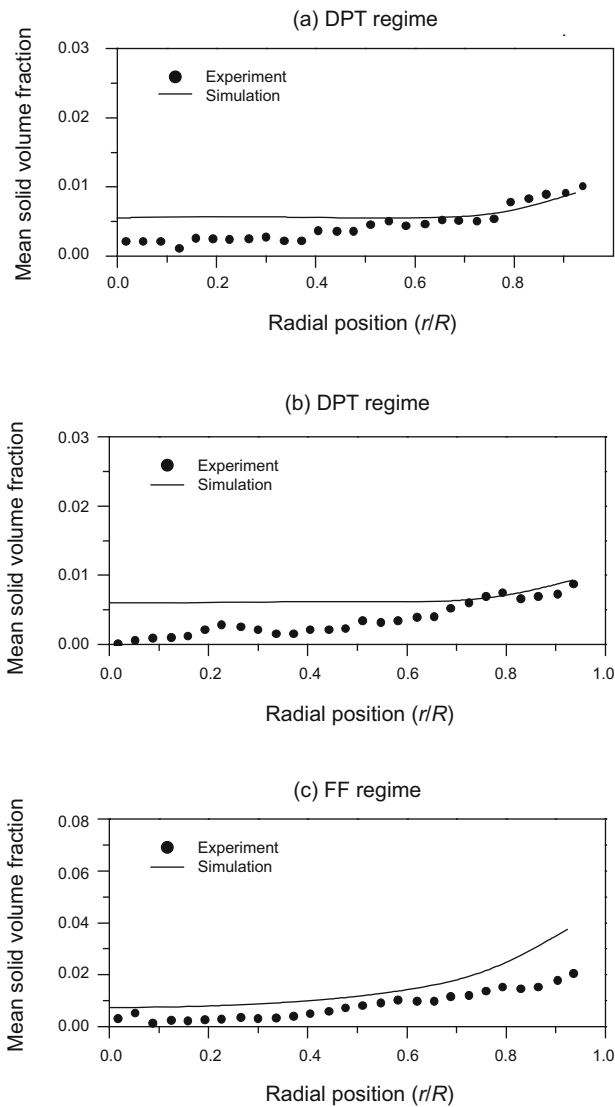 (a) DPT regime
Mean solid volume fraction
0.03
0.02
0.01
0.00
Experiment
Simulation
0.0 0.2 0.4 0.6 0.8
Radial position (r/R)
(b) DPT regime
Mean solid volume fraction
0.03
0.02
0.01
0.00
Experiment
Simulation
0.0 0.2 0.4 0.6 0.8 1.0
Radial position (r/R)
(c) FF regime
Mean solid volume fraction
0.08
0.06
0.04
0.02
0.00
Experiment
Simulation
0.0 0.2 0.4 0.6 0.8 1.0
Radial position (r/R)